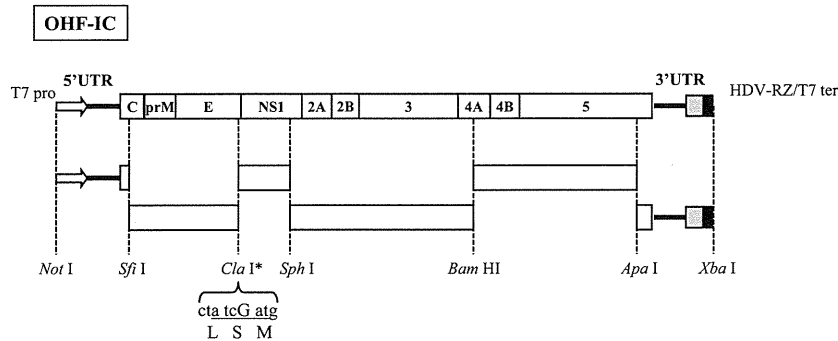 OHF-IC
5'UTR
3'UTR
T7 pro
C prM E NS1 2A 2B 3 4A 4B 5
HDV-RZ/T7 ter
Not I Sfi I Cla I* Sph I Bam HI Apa I Xba I
cta tcG atg
L S M